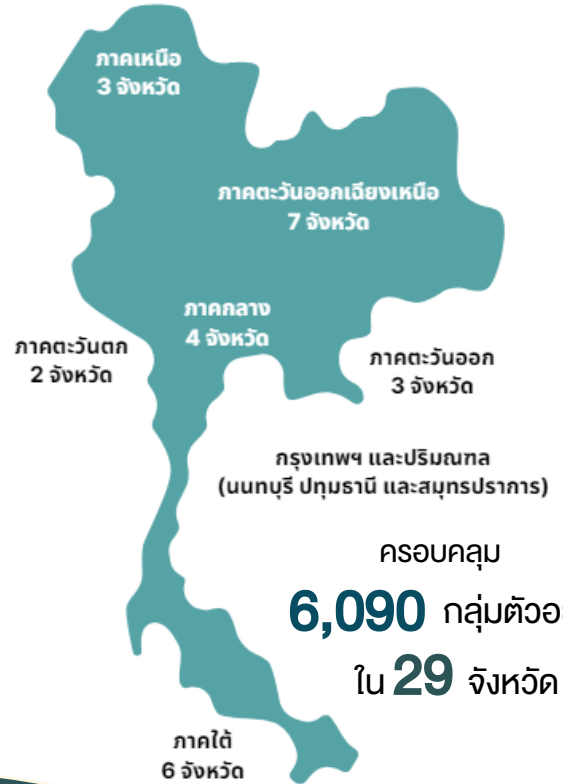 ภาคเหนือ
3 จังหวัด
ภาคตะวันออกเฉียงเหนือ
7 จังหวัด
ภาคกลาง
4 จังหวัด
ภาคตะวันตก
2 จังหวัด
ภาคตะวันออก
3 จังหวัด
กรุงเทพฯ และปริมณฑล
(นนทบุรี ปทุมธานี และสมุทรปราการ)
ครอบคลุม
6,090 กลุ่มตัวอ
ใน 29 จังหวัด
ภาคใต้
6 จังหวัด